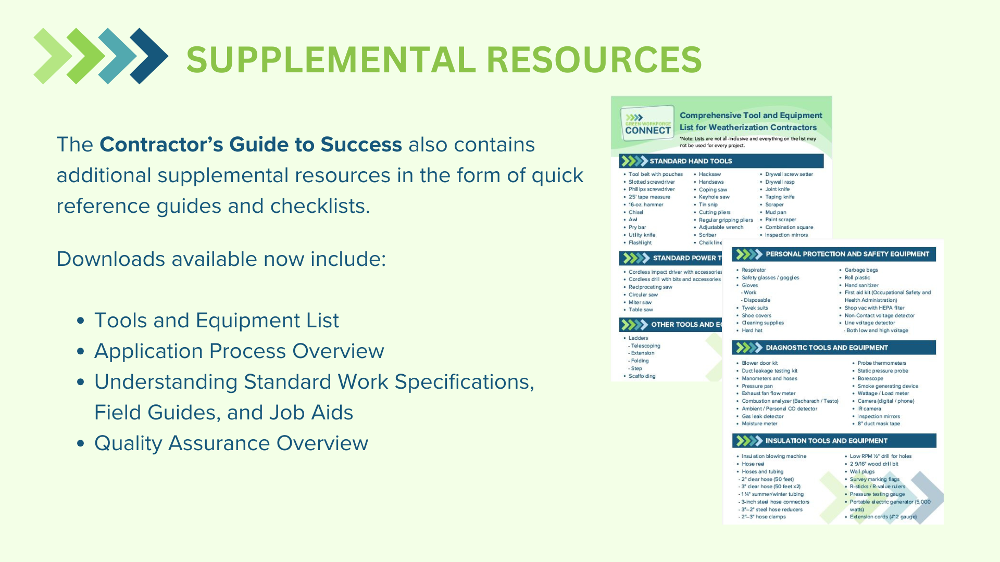 SUPPLEMENTAL RESOURCES
The Contractor’s Guide to Success also contains
additional supplemental resources in the form of quick
reference guides and checklists.
Downloads available now include:
• Tools and Equipment List
• Application Process Overview
• Understanding Standard Work Specifications,
Field Guides, and Job Aids
• Quality Assurance Overview
GREEN WORKFORCE
CONNECT
Comprehensive Tool and Equipment
List for Weatherization Contractors
*Note: Lists are not all-inclusive and everything on the list may
not be used for every project.
STANDARD HAND TOOLS
• Tool belt with pouches
• Slotted screwdriver
• Phillips screwdriver
• 25' tape measure
• 16-oz. hammer
• Chisel
• Awl
• Pry bar
• Utility knife
• Flashlight
• Hacksaw
• Handsaws
• Coping saw
• Keyhole saw
• Tin snip
• Cutting pliers
• Regular gripping pliers
• Adjustable wrench
• Scriber
• Chalk line
• Drywall screw setter
• Drywall rasp
• Joint knife
• Taping knife
• Scraper
• Mud pan
• Paint scraper
• Combination square
• Inspection mirrors
STANDARD POWER T
• Cordless impact driver with accessories
• Cordless drill with bits and accessories
• Reciprocating saw
• Circular saw
• Miter saw
• Table saw
OTHER TOOLS AND EQ
• Ladders
- Telescoping
- Extension
- Folding
- Step
• Scaffolding
PERSONAL PROTECTION AND SAFETY EQUIPMENT
• Respirator
• Safety glasses / goggles
• Gloves
- Work
- Disposable
• Tyvek suits
• Shoe covers
• Cleaning supplies
• Hard hat
• Garbage bags
• Roll plastic
• Hand sanitizer
• First aid kit (Occupational Safety and
Health Administration)
• Shop vac with HEPA filter
• Non-Contact voltage detector
• Line voltage detector
- Both low and high voltage
DIAGNOSTIC TOOLS AND EQUIPMENT
• Blower door kit
• Duct leakage testing kit
• Manometers and hoses
• Pressure pan
• Exhaust fan flow meter
• Combustion analyzer (Bacharach / Testo)
• Ambient / Personal CO detector
• Gas leak detector
• Moisture meter
• Probe thermometers
• Static pressure probe
• Borescope
• Smoke generating device
• Wattage / Load meter
• Camera (digital / phone)
• IR camera
• Inspection mirrors
• 8" duct mask tape
INSULATION TOOLS AND EQUIPMENT
• Insulation blowing machine
• Hose reel
• Hoses and tubing
- 2" clear hose (50 feet)
- 3" clear hose (50 feet x2)
- 1 ¼" summer/winter tubing
- 3-inch steel hose connectors
- 3"–2" steel hose reducers
- 2"–3" hose clamps
• Low RPM ½" drill for holes
• 2 9/16" wood drill bit
• Wall plugs
• Survey marking flags
• R-sticks / R-value rulers
• Pressure testing gauge
• Portable electric generator (5,000
watts)
• Extension cords (#12 gauge)